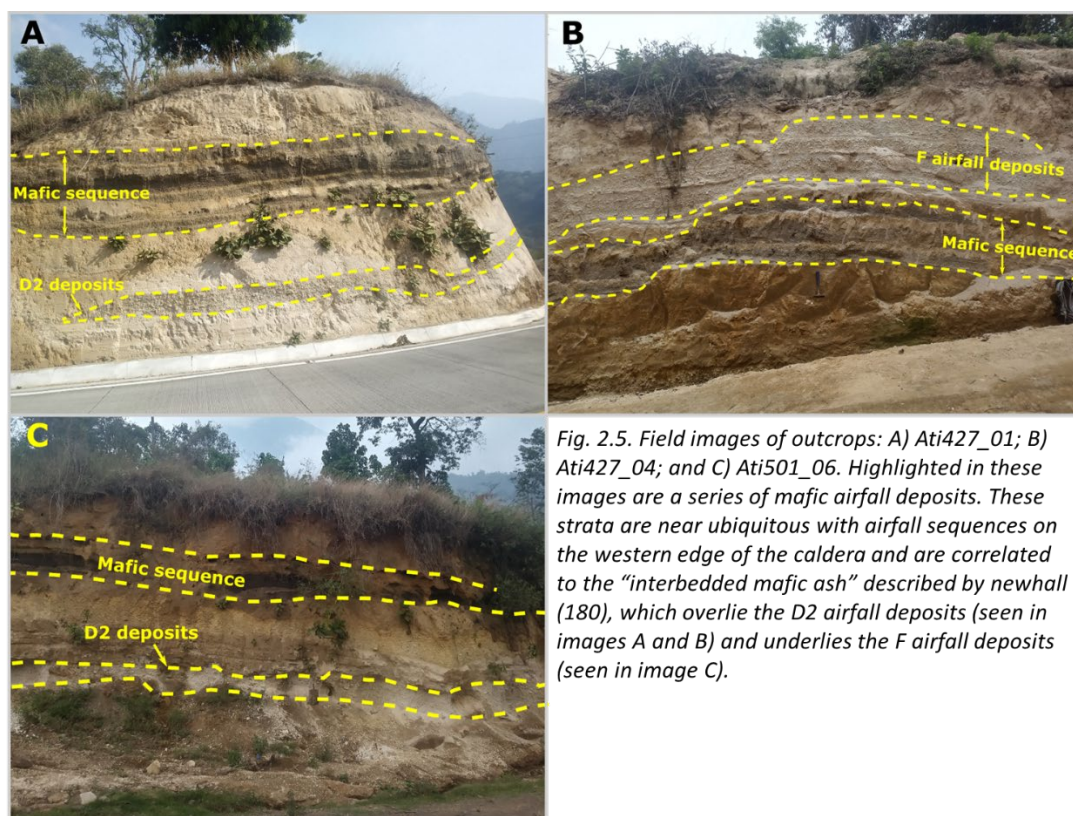 A
Mafic sequence
D2 deposits
B
F airfall deposits
Mafic sequence
C
Mafic sequence
D2 deposits
Fig. 2.5. Field images of outcrops: A) Ati427_01; B)
Ati427_04; and C) Ati501_06. Highlighted in these
images are a series of mafic airfall deposits. These
strata are near ubiquitous with airfall sequences on
the western edge of the caldera and are correlated
to the “interbedded mafic ash” described by newhall
(180), which overlie the D2 airfall deposits (seen in
images A and B) and underlies the F airfall deposits
(seen in image C).